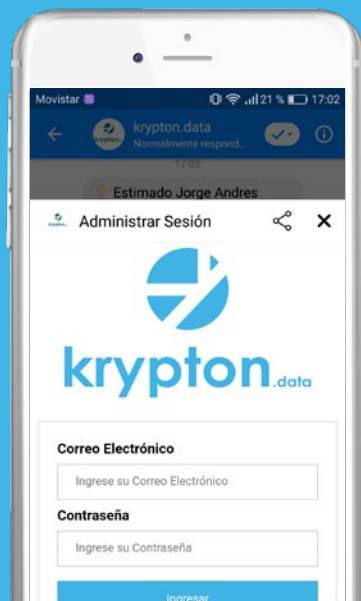 Movistar 21 % 17:02
krypton.data
Normalmente respond...
17:02
Estimado Jorge Andres
Administrar Sesión
krypton.data
Correo Electrónico
Ingrese su Correo Electrónico
Contraseña
Ingrese su Contraseña
Ingresar